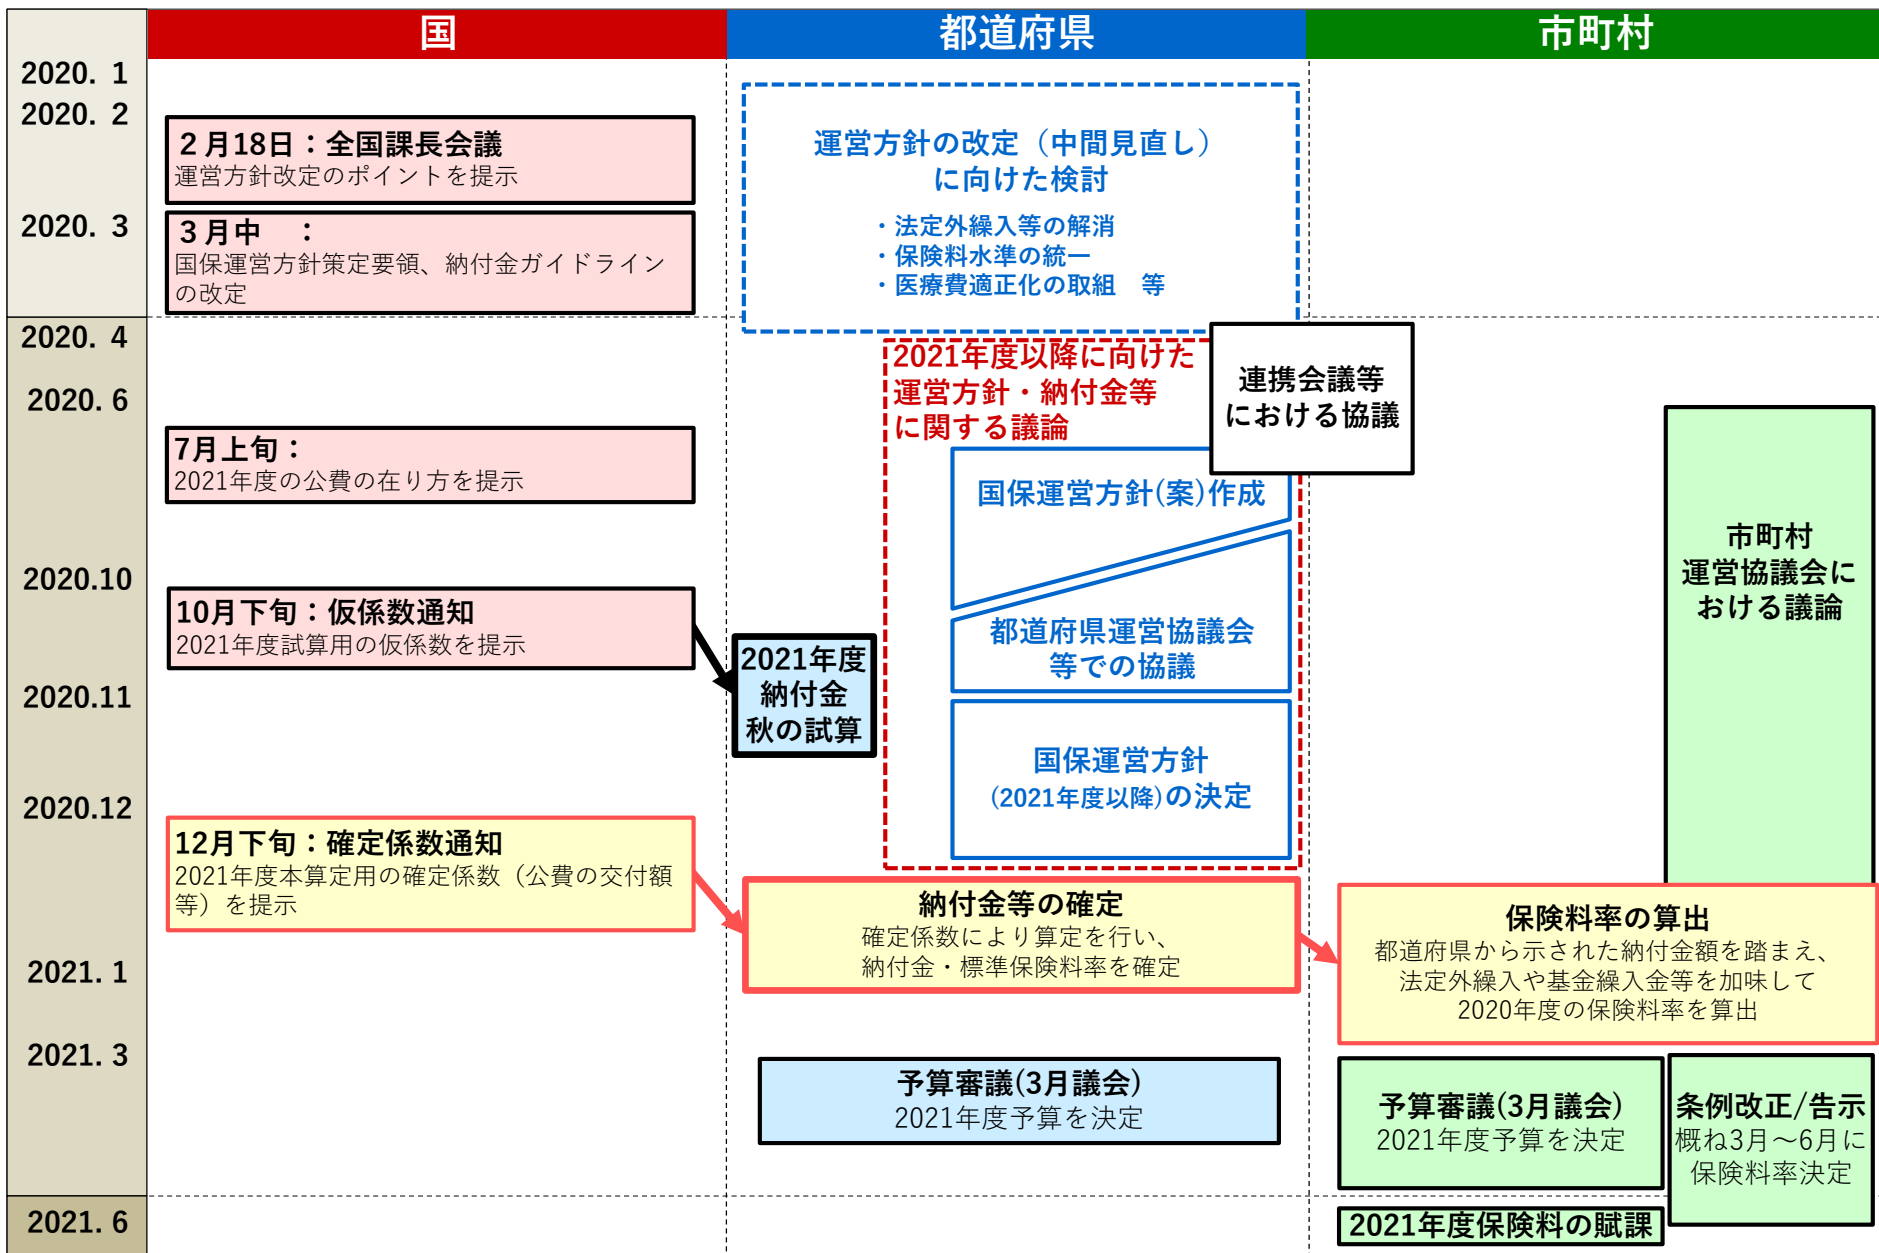 国
都道府県
市町村
2020. 1
2020. 2
2020. 3
2020. 4
2020. 6
2020.10
2020.11
2020.12
2021. 1
2021. 3
2021. 6
２月18日：全国課長会議
運営方針改定のポイントを提示
３月中　：
国保運営方針策定要領、納付金ガイドライン
の改定
7月上旬：
2021年度の公費の在り方を提示
10月下旬：仮係数通知
2021年度試算用の仮係数を提示
12月下旬：確定係数通知
2021年度本算定用の確定係数（公費の交付額
等）を提示
運営方針の改定（中間見直し）
に向けた検討
・法定外繰入等の解消
・保険料水準の統一
・医療費適正化の取組　等
2021年度以降に向けた
運営方針・納付金等
に関する議論
連携会議等
における協議
国保運営方針(案)作成
都道府県運営協議会
等での協議
2021年度
納付金
秋の試算
国保運営方針
(2021年度以降)の決定
納付金等の確定
確定係数により算定を行い、
納付金・標準保険料率を確定
予算審議(3月議会)
2021年度予算を決定
市町村
運営協議会に
おける議論
保険料率の算出
都道府県から示された納付金額を踏まえ、
法定外繰入や基金繰入金等を加味して
2020年度の保険料率を算出
予算審議(3月議会)
2021年度予算を決定
条例改正/告示
概ね3月～6月に
保険料率決定
2021年度保険料の賦課